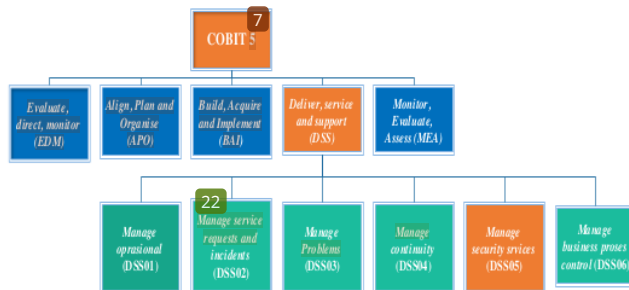 7
COBIT 5
Evaluate,
direct, monitor
(EDM)
Align, Plan and
Organise
(APO)
Build, Acquire
and Implement
(BAI)
Deliver, service
and support
(DSS)
Monitor,
Evaluate,
Assess (MEA)
22
Manage
oprasional
(DSS01)
Manage service
requests and
incidents
(DSS02)
Manage
Problems
(DSS03)
Manage
continuity
(DSS04)
Manage
security srvices
(DSS05)
Manage
business proses
control (DSS06)